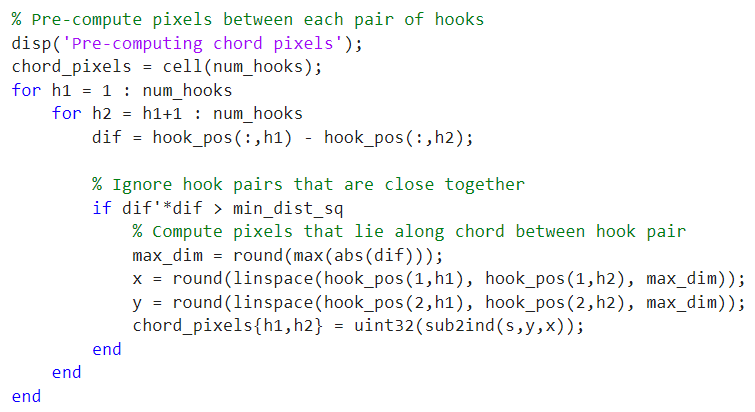 % Pre-compute pixels between each pair of hooks
disp('Pre-computing chord pixels');
chord_pixels = cell(num_hooks);
for h1 = 1 : num_hooks
    for h2 = h1+1 : num_hooks
        dif = hook_pos(:,h1) - hook_pos(:,h2);

        % Ignore hook pairs that are close together
        if dif'*dif > min_dist_sq
            % Compute pixels that lie along chord between hook pair
            max_dim = round(max(abs(dif)));
            x = round(linspace(hook_pos(1,h1), hook_pos(1,h2), max_dim));
            y = round(linspace(hook_pos(2,h1), hook_pos(2,h2), max_dim));
            chord_pixels{h1,h2} = uint32(sub2ind(s,y,x));
        end
    end
end